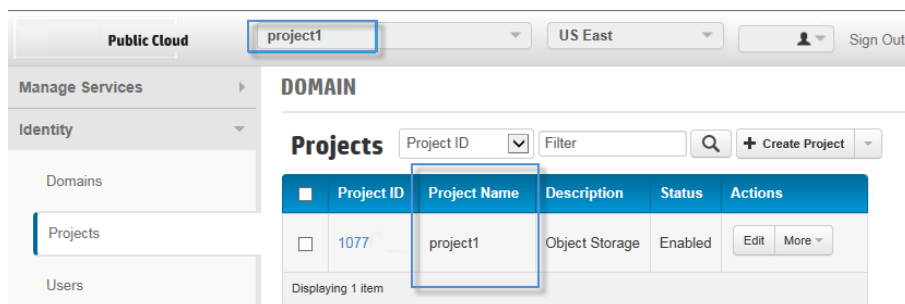 Public Cloud project1 US East Sign Out
Manage Services DOMAIN
Identity
Projects Project ID Filter + Create Project
Domains
Project ID Project Name Description Status Actions
Projects
1077 project1 Object Storage Enabled Edit More
Users
Displaying 1 item